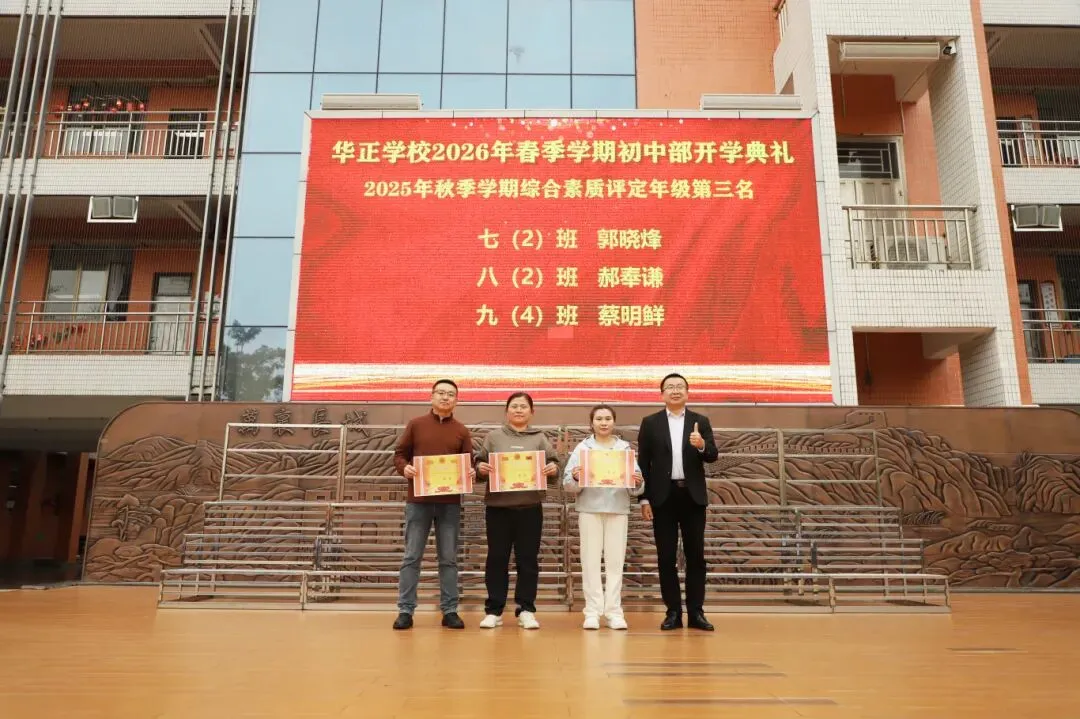 华正学校2026年春季学期初中部开学典礼
2025年秋季学期综合素质评定年级第三名
七（2）班 郭晓烽
八（2）班 郝奉谦
九（4）班 蔡明鲜